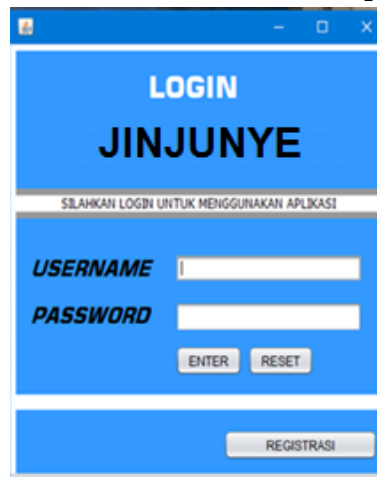 LOGIN
JINJUNYE
SILAHKAN LOGIN UNTUK MENGGUNAKAN APLIKASI
USERNAME
PASSWORD
ENTER RESET
REGISTRASI